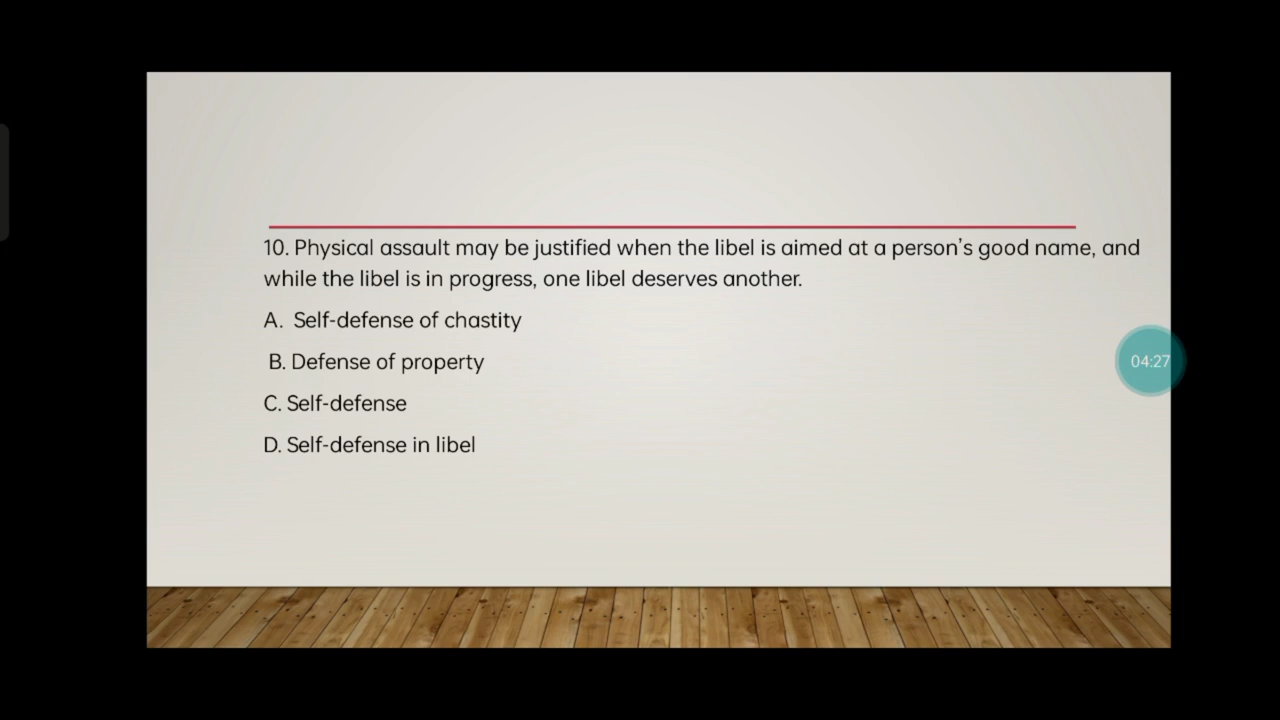 10. Physical assault may be justified when the libel is aimed at a person's good name, and
while the libel is in progress, one libel deserves another.
A. Self-defense of chastity
B. Defense of property
C. Self-defense
D. Self-defense in libel
04:27